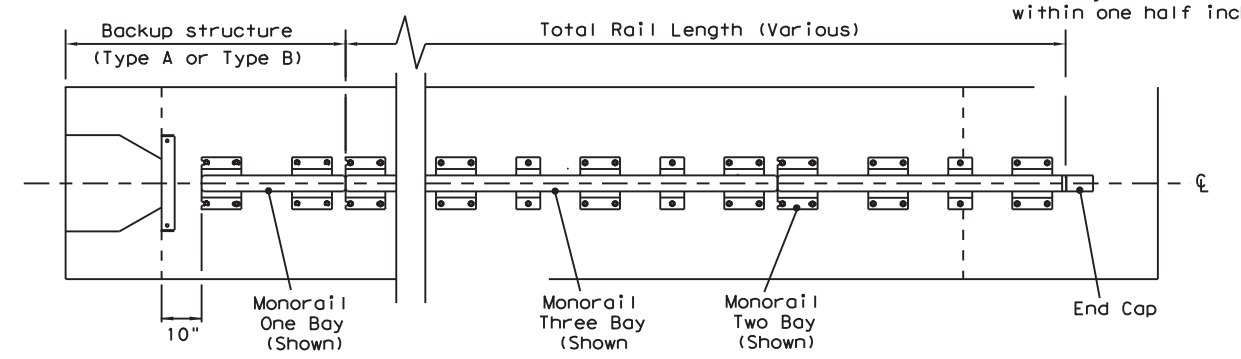 within one half inc
Backup structure
(Type A or Type B)
Total Rail Length (Various)
℄
10"
Monorail
One Bay
(Shown)
Monorail
Three Bay
(Shown
Monorail
Two Bay
(Shown)
End Cap